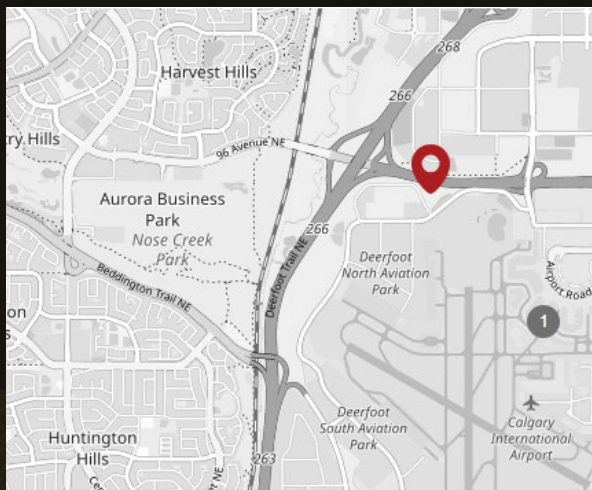 268
Harvest Hills
266
ry Hills
96 Avenue NE
Aurora Business
Park
Nose Creek
Park
266
Deerfoot Trail NE
Deerfoot
North Aviation
Park
Airport Road
Beddington Trail NE
on
1
Deerfoot
South Aviation
Park
Calgary
International
Airport
Huntington
Hills
263
NE